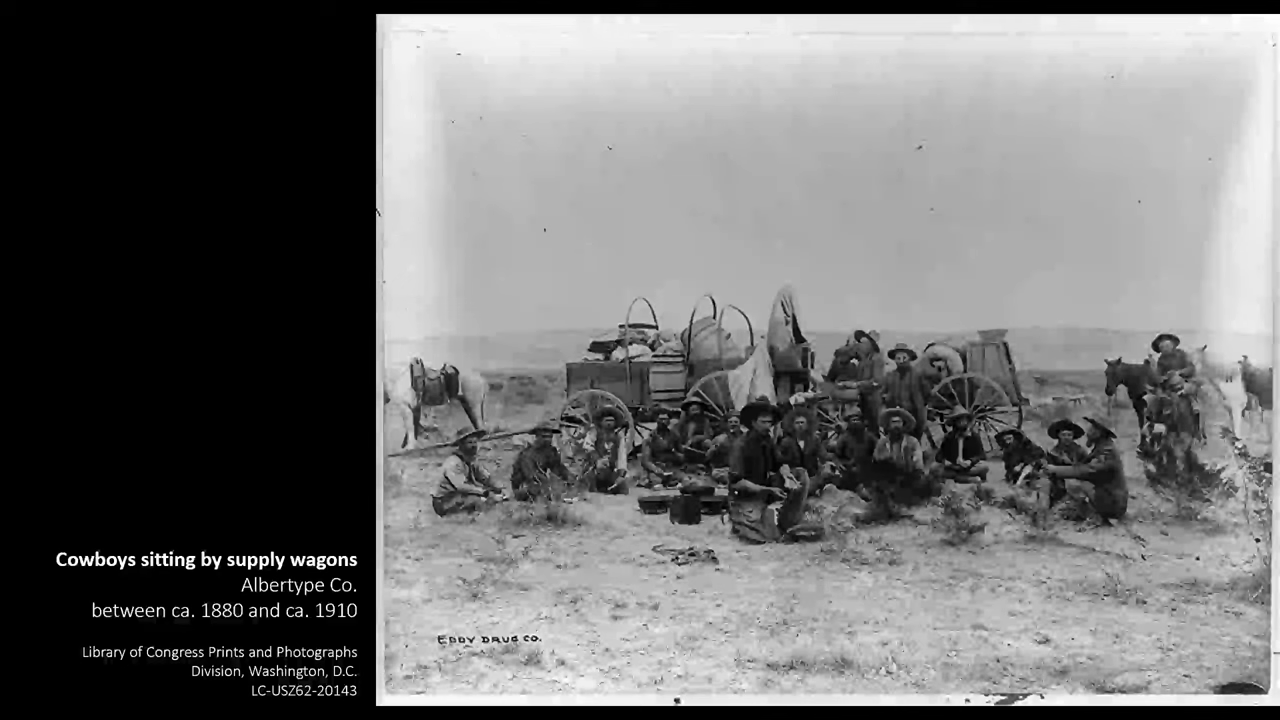 Cowboys sitting by supply wagons
Albertype Co.
between ca. 1880 and ca. 1910
Library of Congress Prints and Photographs
Division, Washington, D.C.
LC-USZ62-20143
EDDY DRUG CO.